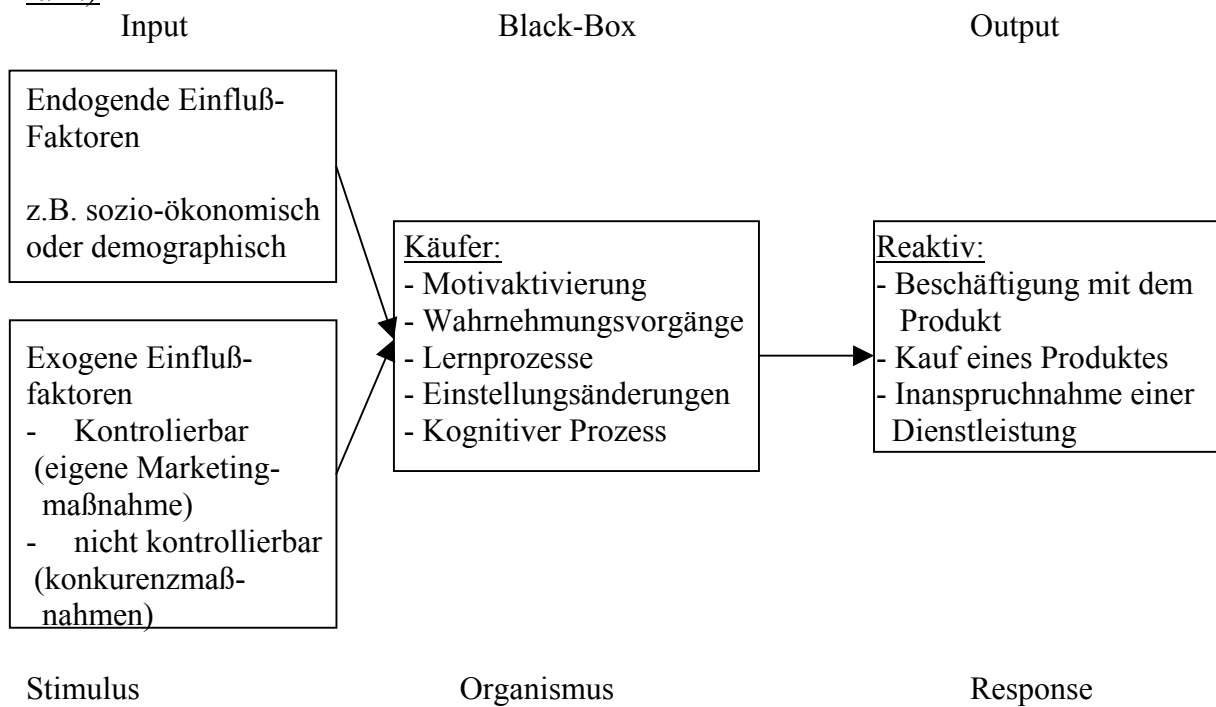 Input Black-Box Output
Endogende Einfluß-
Faktoren
z.B. sozio-ökonomisch
oder demographisch
Exogene Einfluß-
faktoren
- Kontrolierbar
(eigene Marketing-
maßnahme)
- nicht kontrollierbar
(konkurenzmaß-
nahmen)
Käufer:
- Motivaktivierung
- Wahrnehmungsvorgänge
- Lernprozesse
- Einstellungsänderungen
- Kognitiver Prozess
Reaktiv:
- Beschäftigung mit dem
Produkt
- Kauf eines Produktes
- Inanspruchnahme einer
Dienstleistung
Stimulus Organismus Response